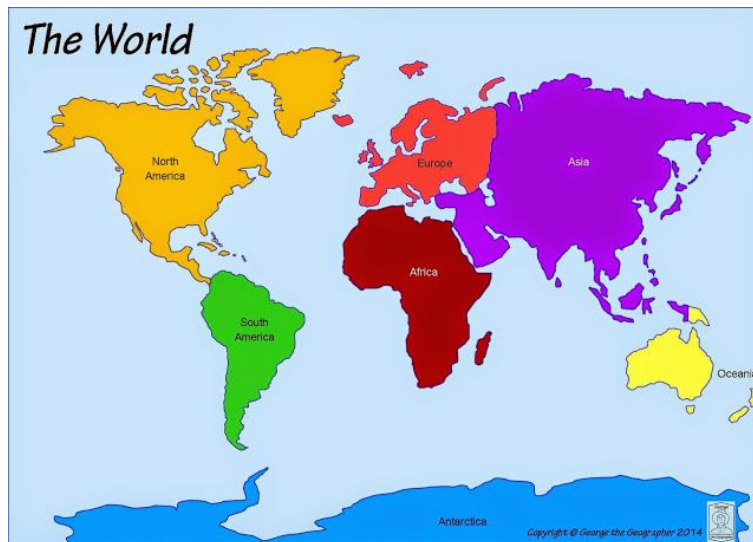 The World
North
America
Europe
Asia
Africa
South
America
Oceania
Antarctica
Copyright © George the Geographer 2014